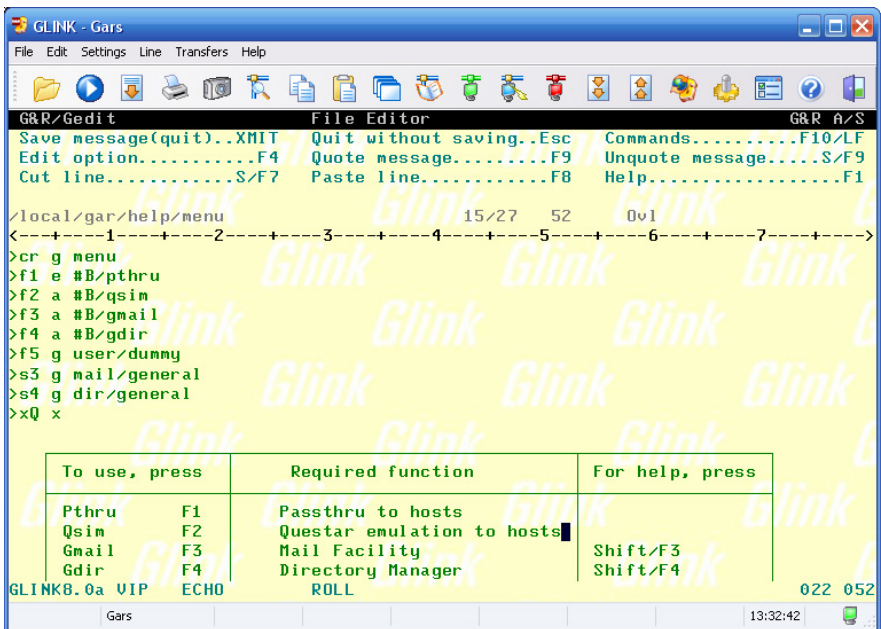 GLINK - Gars
File Edit Settings Line Transfers Help
G&R/Gedit File Editor G&R A/S
Save message(quit)..XMIT Quit without saving..Esc Commands..........F10/LF
Edit option...........F4 Quote message.........F9 Unquote message.....S/F9
Cut line............S/F7 Paste line............F8 Help..................F1
/local/gar/help/menu 15/27 52 Ovl
<---+----1----+----2----+----3----+----4----+----5----+----6----+----7----+---->
>cr g menu
>f1 e #B/pthru
>f2 a #B/qsim
>f3 a #B/gmail
>f4 a #B/gdir
>f5 g user/dummy
>s3 g mail/general
>s4 g dir/general
>xQ x
To use, press Required function For help, press
Pthru F1 Passthru to hosts
Qsim F2 Questar emulation to hosts
Gmail F3 Mail Facility Shift/F3
Gdir F4 Directory Manager Shift/F4
GLINK8.0a VIP ECHO ROLL 022 052
Gars 13:32:42